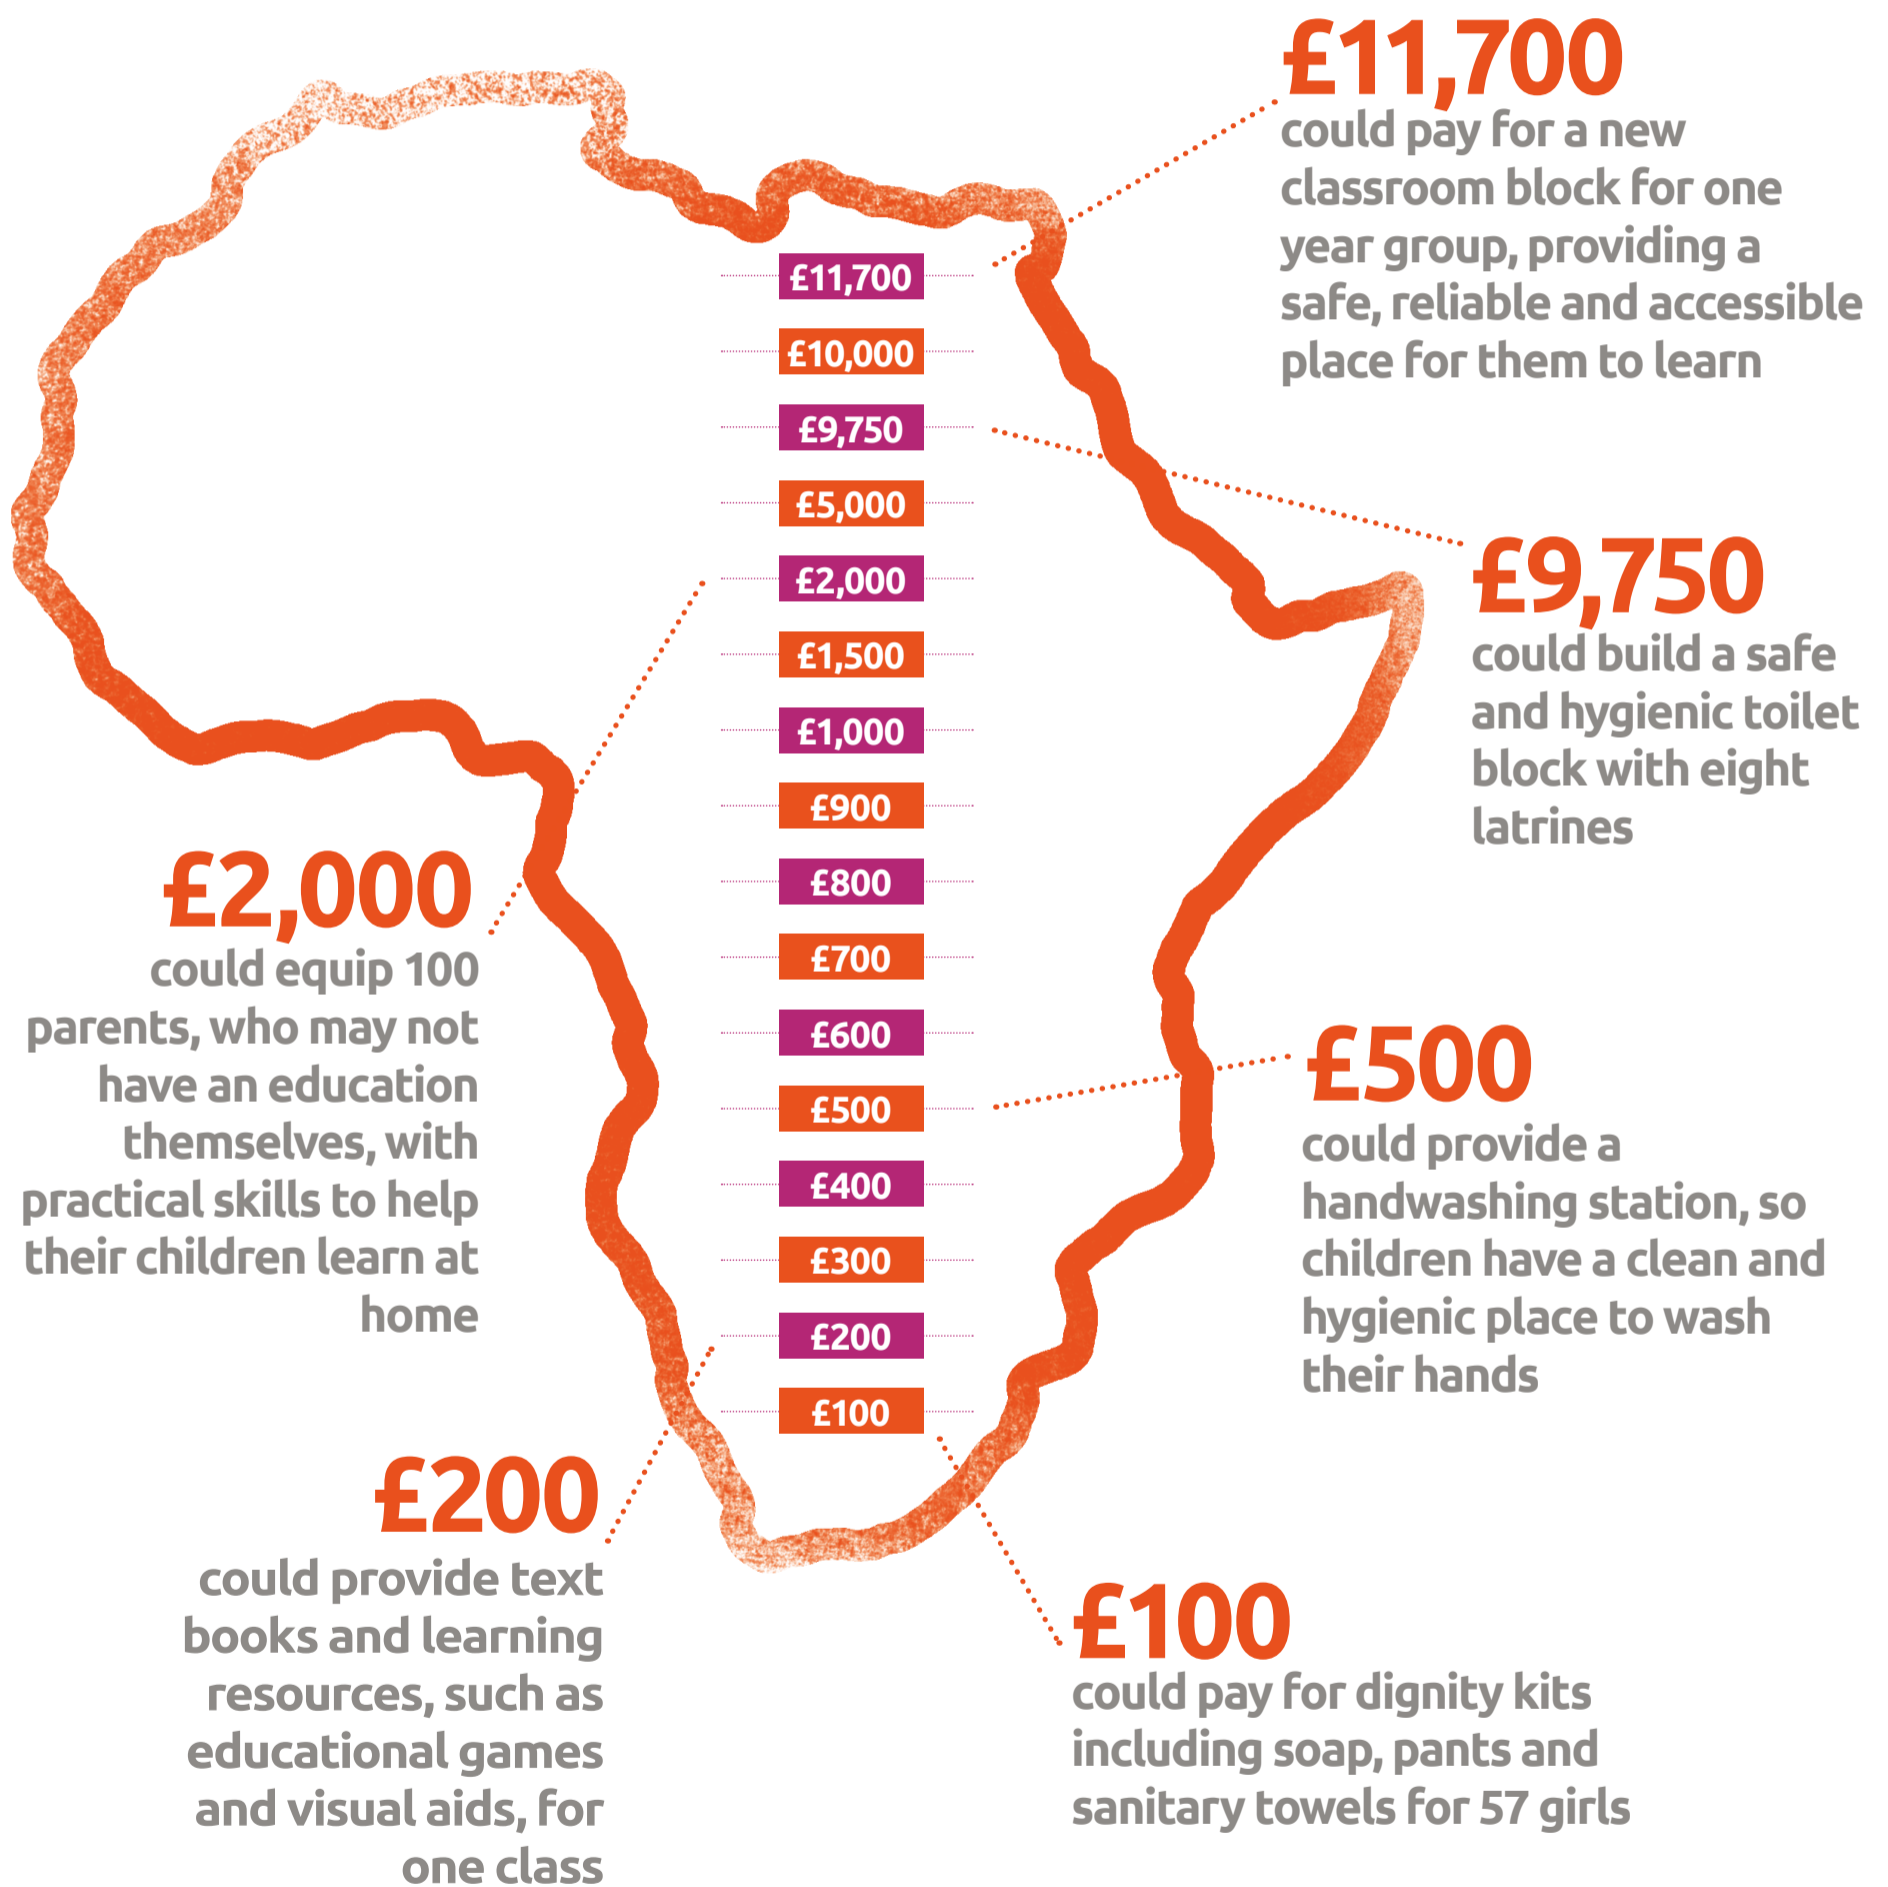 £11,700
could pay for a new
classroom block for one
year group, providing a
safe, reliable and accessible
place for them to learn
£11,700
£10,000
£9,750
£5,000
£2,000
£1,500
£1,000
£900
£800
£700
£600
£500
£400
£300
£200
£100
£9,750
could build a safe
and hygienic toilet
block with eight
latrines
£2,000
could equip 100
parents, who may not
have an education
themselves, with
practical skills to help
their children learn at
home
£500
could provide a
handwashing station, so
children have a clean and
hygienic place to wash
their hands
£200
could provide text
books and learning
resources, such as
educational games
and visual aids, for
one class
£100
could pay for dignity kits
including soap, pants and
sanitary towels for 57 girls